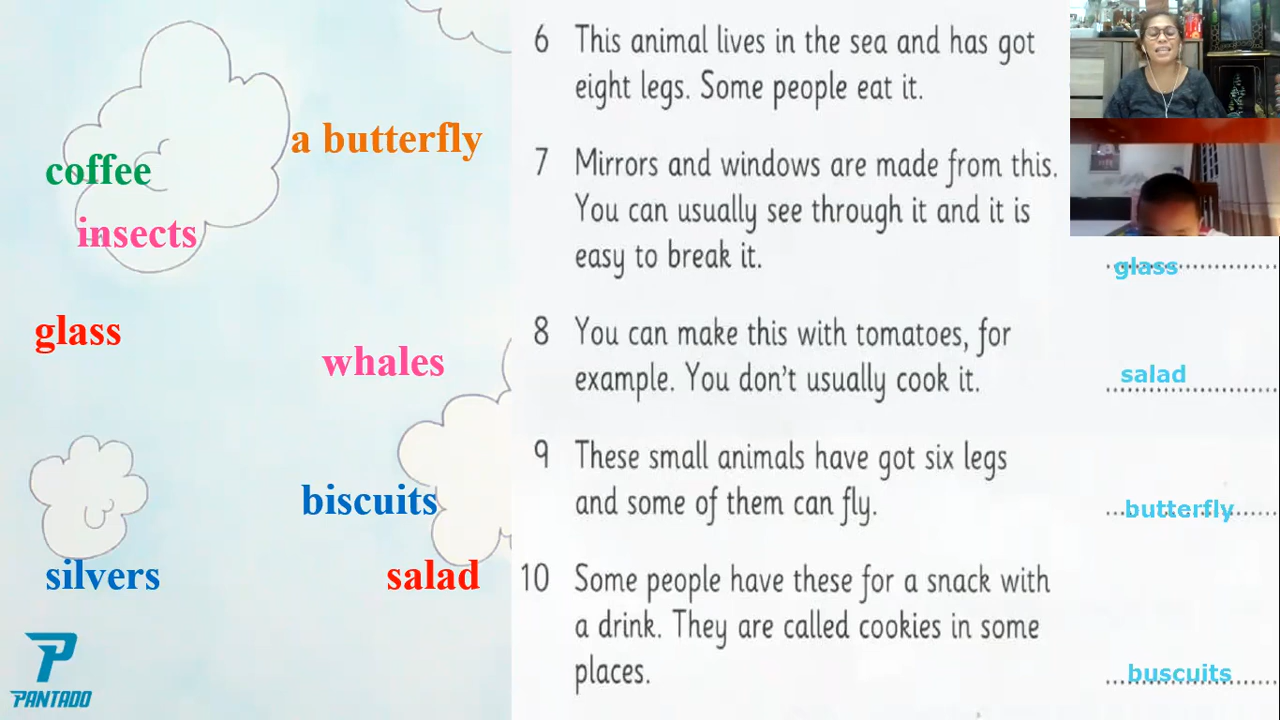 coffee
a butterfly
insects
glass
whales
biscuits
silvers
salad
PANTADO
6 This animal lives in the sea and has got
eight legs. Some people eat it.
7 Mirrors and windows are made from this.
You can usually see through it and it is
easy to break it.
glass
8 You can make this with tomatoes, for
example. You don't usually cook it.
salad
9 These small animals have got six legs
and some of them can fly.
butterfly
10 Some people have these for a snack with
a drink. They are called cookies in some
places.
buscuits